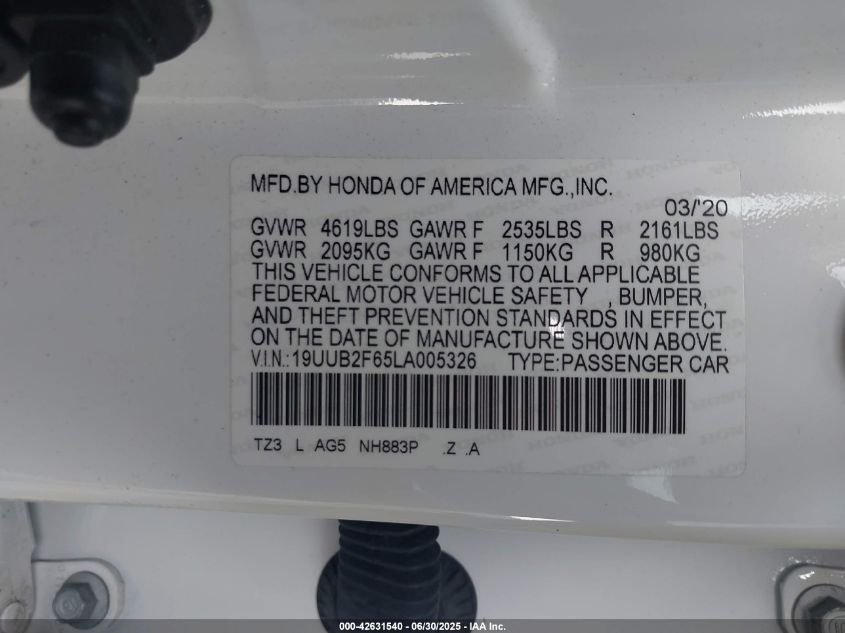 MFD.BY HONDA OF AMERICA MFG.,INC.
03/'20
GVWR 4619LBS GAWR F 2535LBS R 2161LBS
GVWR 2095KG GAWR F 1150KG R 980KG
THIS VEHICLE CONFORMS TO ALL APPLICABLE
FEDERAL MOTOR VEHICLE SAFETY , BUMPER,
AND THEFT PREVENTION STANDARDS IN EFFECT
ON THE DATE OF MANUFACTURE SHOWN ABOVE.
V.I.N.:19UUB2F65LA005326 TYPE:PASSENGER CAR
TZ3 L AG5 NH883P .Z .A
000-42631540 - 06/30/2025 - IAA Inc.